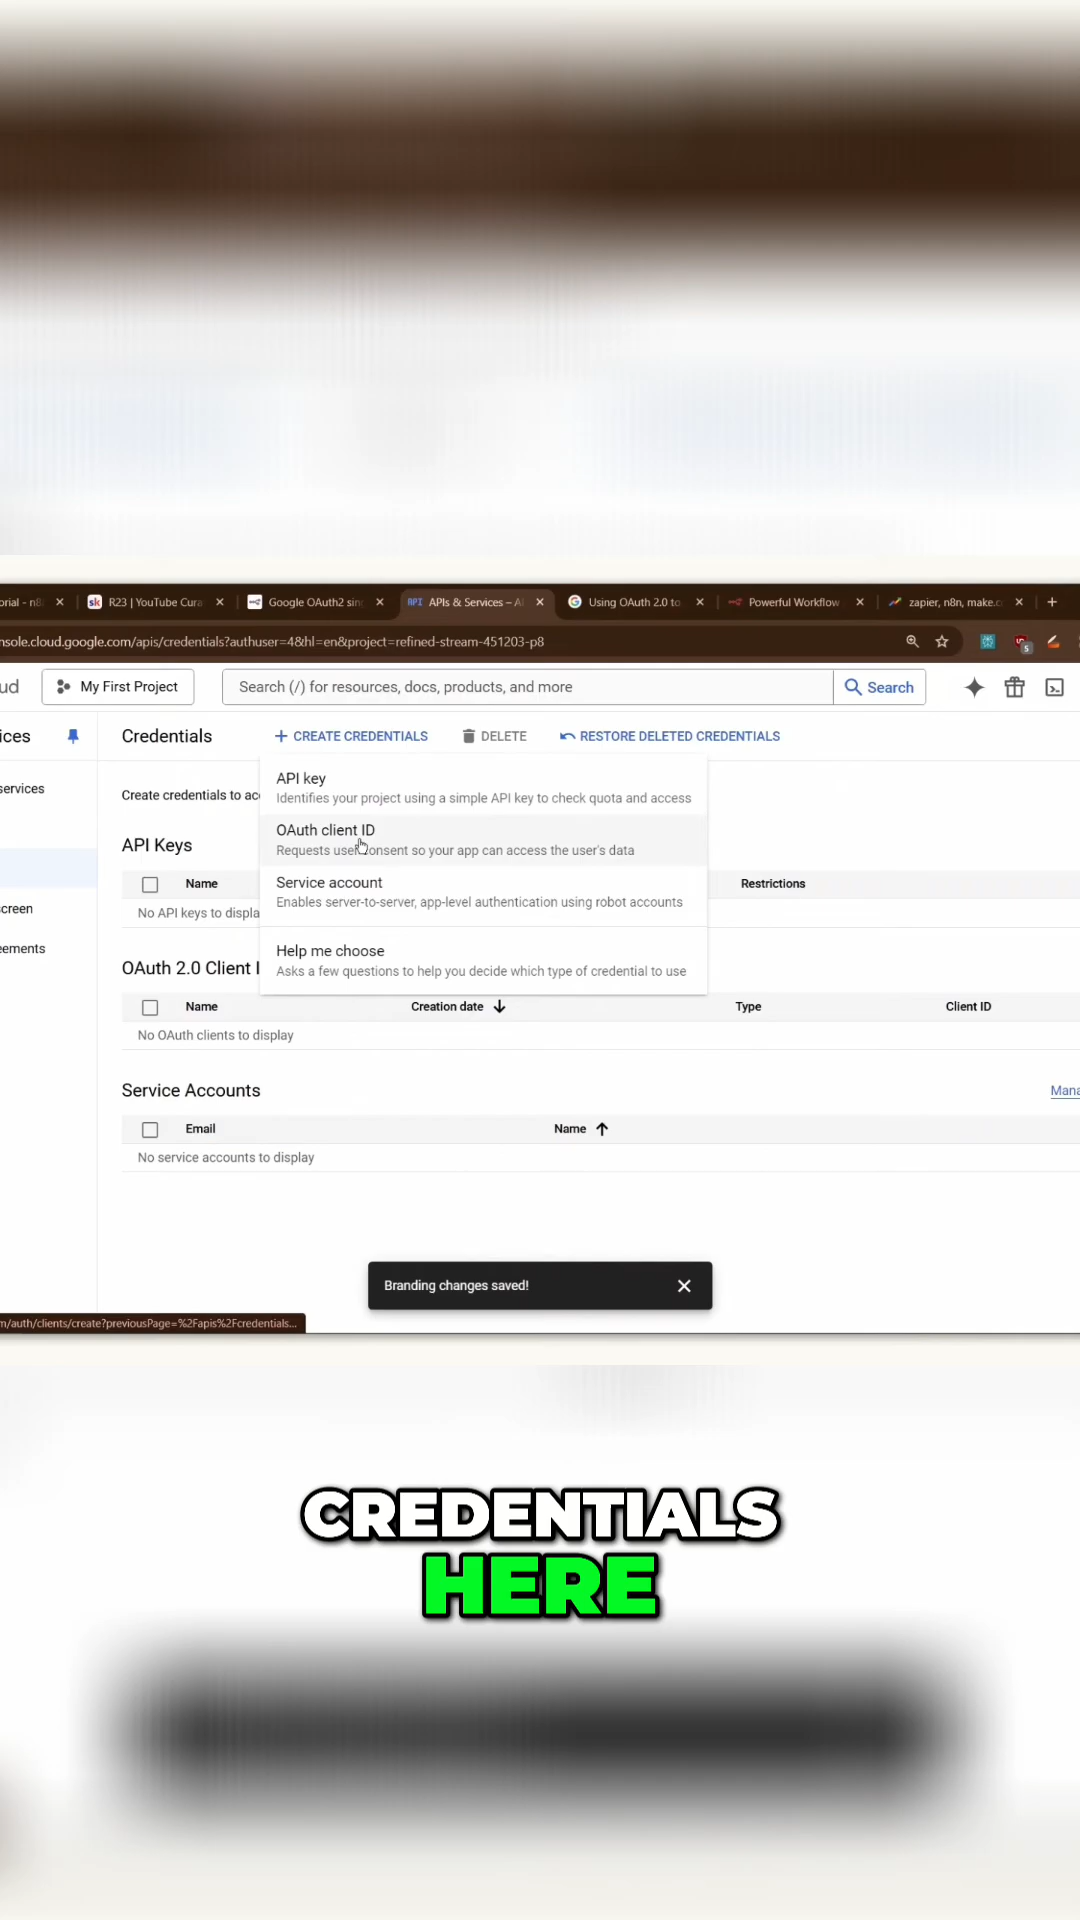 orial - n8
R23 | YouTube Cura
Google OAuth2 sin
APIs & Services – A
Using OAuth 2.0 to
Powerful Workflow
zapier, n8n, make.c
nsole.cloud.google.com/apis/credentials?authuser=4&hl=en&project=refined-stream-451203-p8
5
ud
My First Project
Search (/) for resources, docs, products, and more
Search
ices
Credentials
+ CREATE CREDENTIALS
DELETE
RESTORE DELETED CREDENTIALS
services
screen
eements
Create credentials to ac
API key
Identifies your project using a simple API key to check quota and access
OAuth client ID
Requests user consent so your app can access the user's data
Service account
Enables server-to-server, app-level authentication using robot accounts
Help me choose
Asks a few questions to help you decide which type of credential to use
API Keys
Name
Restrictions
No API keys to displa
OAuth 2.0 Client I
Name
Creation date
Type
Client ID
No OAuth clients to display
Service Accounts
Mana
Email
Name
No service accounts to display
Branding changes saved!
m/auth/clients/create?previousPage=%2Fapis%2Fcredentials...
CREDENTIALS
HERE